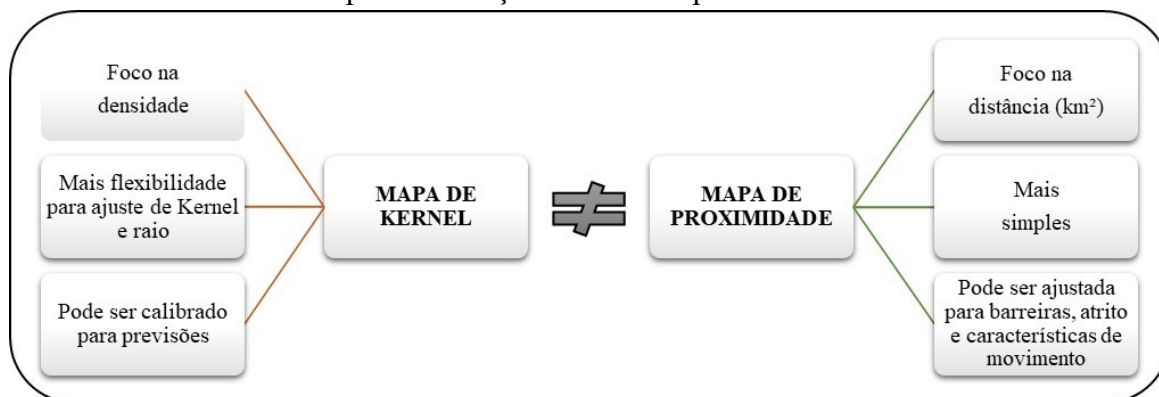 Foco na
densidade
Mais flexibilidade
para ajuste de Kernel
e raio
Pode ser calibrado
para previsões
MAPA DE
KERNEL
≠
MAPA DE
PROXIMIDADE
Foco na
distância (km²)
Mais
simples
Pode ser ajustada
para barreiras, atrito
e características de
movimento